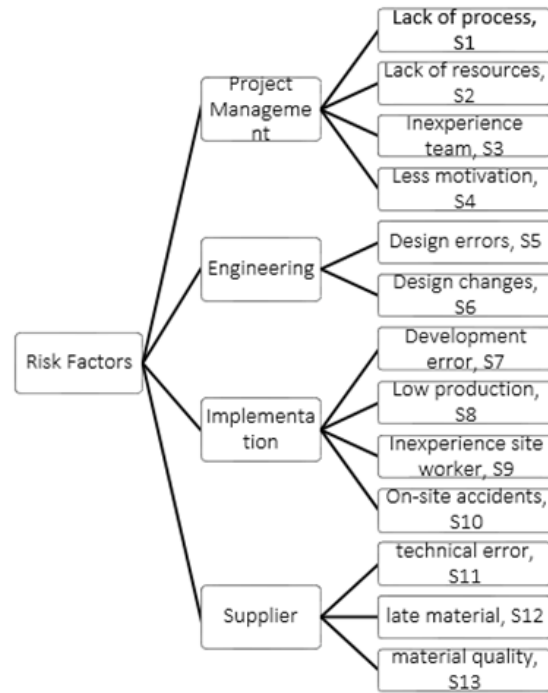 Lack of process,
S1
Lack of resources,
S2
Project
Manageme
nt
Inexperience
team, S3
Less motivation,
S4
Engineering
Design errors, S5
Design changes,
S6
Risk Factors
Development
error, S7
Low production,
S8
Implementa
tion
Inexperience site
worker, S9
On-site accidents,
S10
technical error,
S11
Supplier
late material, S12
material quality,
S13